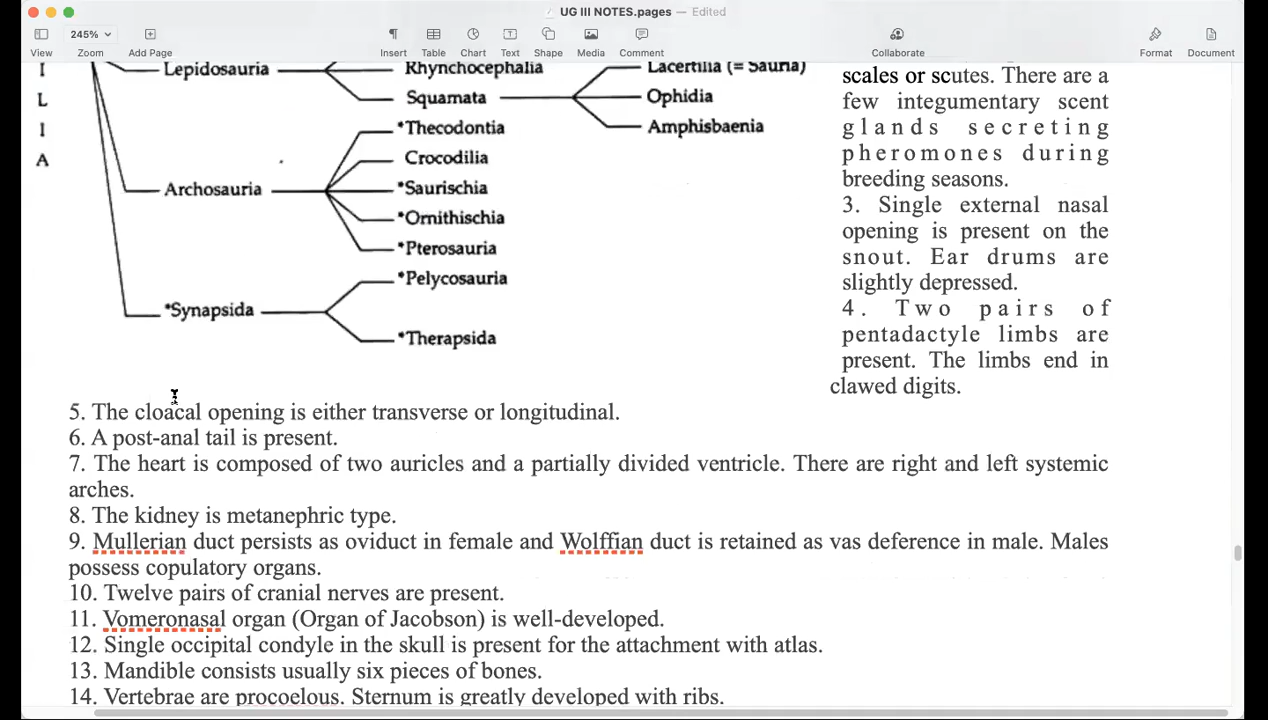 UG III NOTES.pages — Edited
245%
View Zoom Add Page Insert Table Chart Text Shape Media Comment Collaborate Format Document
I
L
I
A
Lepidosauria
Rhynchocephalia
Squamata
Lacertilia (= Sauria)
Ophidia
Amphisbaenia
Archosauria
*Thecodontia
Crocodilia
*Saurischia
*Ornithischia
*Pterosauria
*Synapsida
*Pelycosauria
*Therapsida
scales or scutes. There are a
few integumentary scent
glands secreting
pheromones during
breeding seasons.
3. Single external nasal
opening is present on the
snout. Ear drums are
slightly depressed.
4. Two pairs of
pentadactyle limbs are
present. The limbs end in
clawed digits.
5. The cloacal opening is either transverse or longitudinal.
6. A post-anal tail is present.
7. The heart is composed of two auricles and a partially divided ventricle. There are right and left systemic
arches.
8. The kidney is metanephric type.
9. Mullerian duct persists as oviduct in female and Wolffian duct is retained as vas deference in male. Males
possess copulatory organs.
10. Twelve pairs of cranial nerves are present.
11. Vomeronasal organ (Organ of Jacobson) is well-developed.
12. Single occipital condyle in the skull is present for the attachment with atlas.
13. Mandible consists usually six pieces of bones.
14. Vertebrae are procoelous. Sternum is greatly developed with ribs.